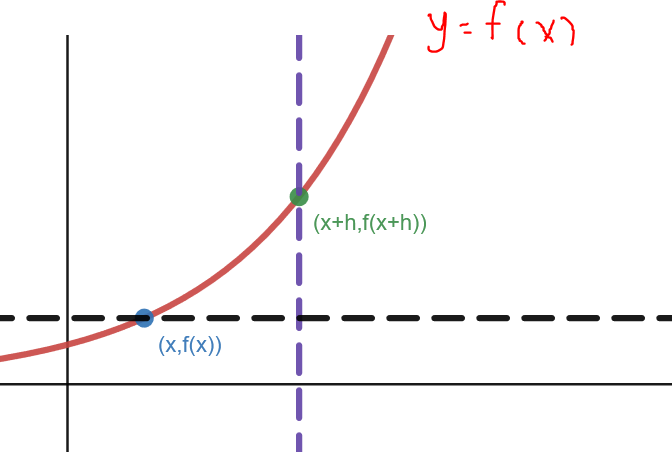 y = f(x)
(x+h,f(x+h))
(x,f(x))